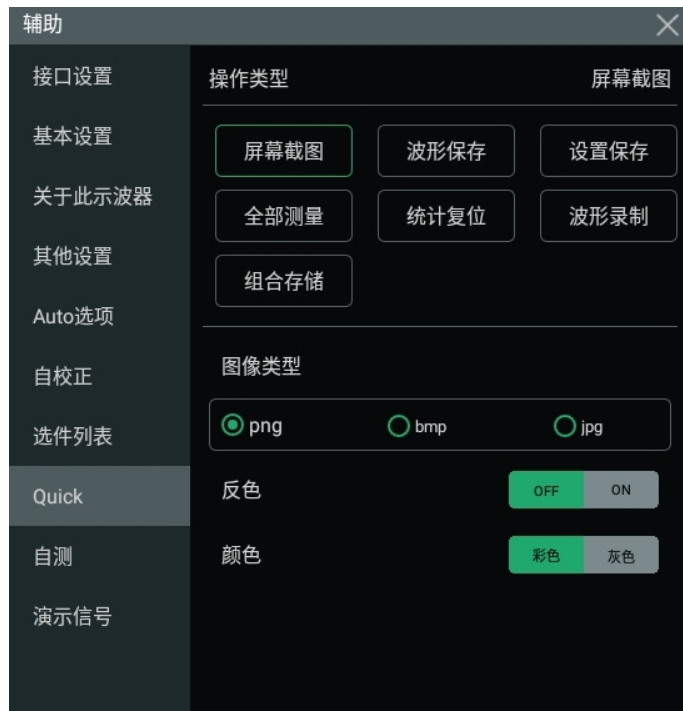 辅助
接口设置
基本设置
关于此示波器
其他设置
Auto选项
自校正
选件列表
Quick
自测
演示信号
操作类型 屏幕截图
屏幕截图 波形保存 设置保存
全部测量 统计复位 波形录制
组合存储
图像类型
png bmp jpg
反色 OFF ON
颜色 彩色 灰色